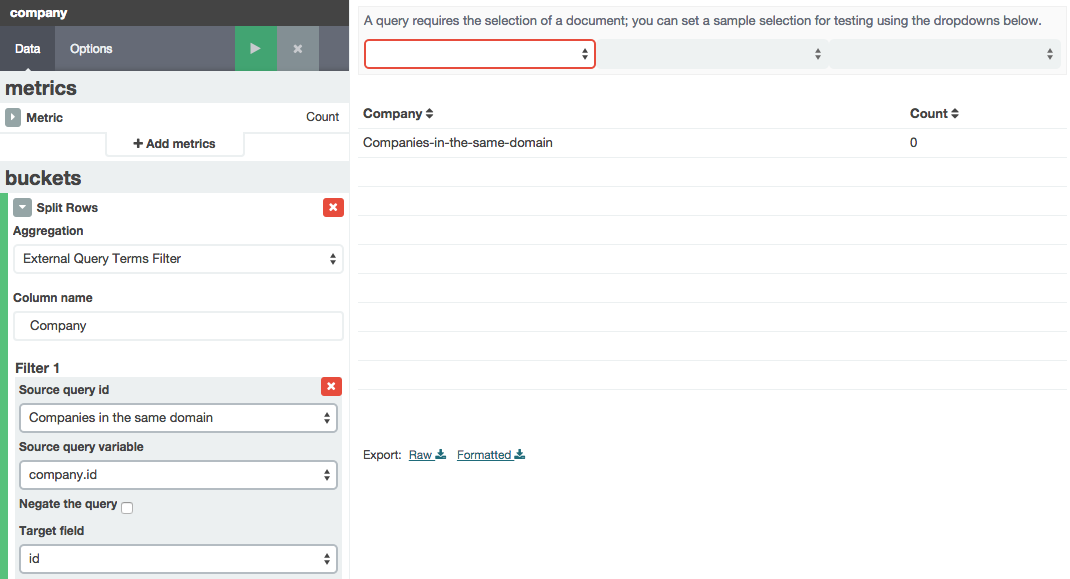 company
Data
Options
metrics
Metric
Count
Add metrics
buckets
Split Rows
Aggregation
External Query Terms Filter
Column name
Company
Filter 1
Source query id
Companies in the same domain
Source query variable
company.id
Negate the query
Target field
id
A query requires the selection of a document; you can set a sample selection for testing using the dropdowns below.
Company Count
Companies-in-the-same-domain 0
Export: Raw Formatted